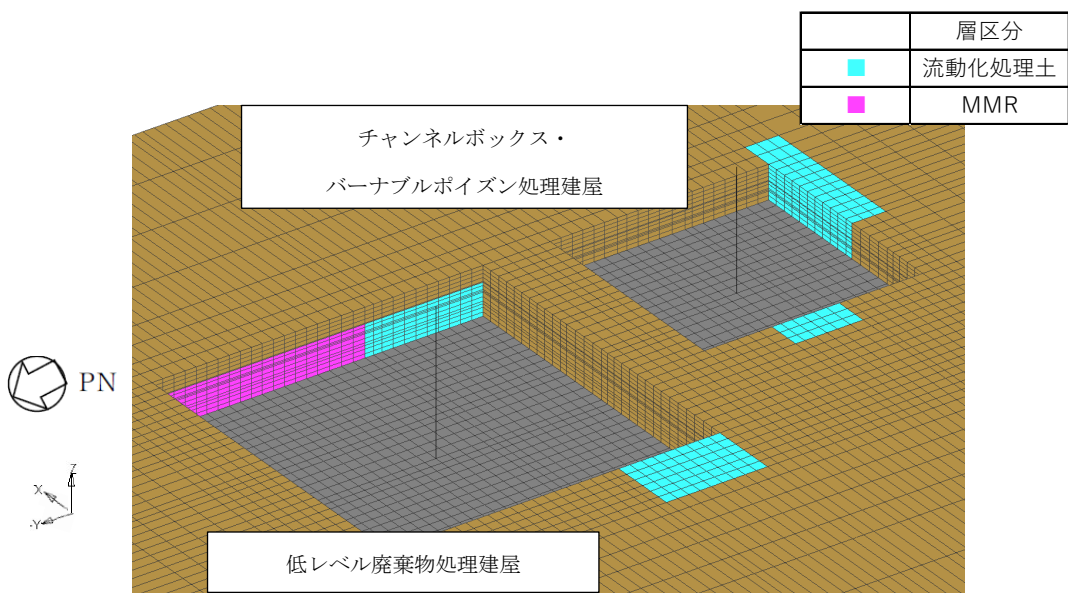 層区分
流動化処理土
MMR
チャンネルボックス・
バーナブルポイズン処理建屋
PN
Z
X
Y
低レベル廃棄物処理建屋